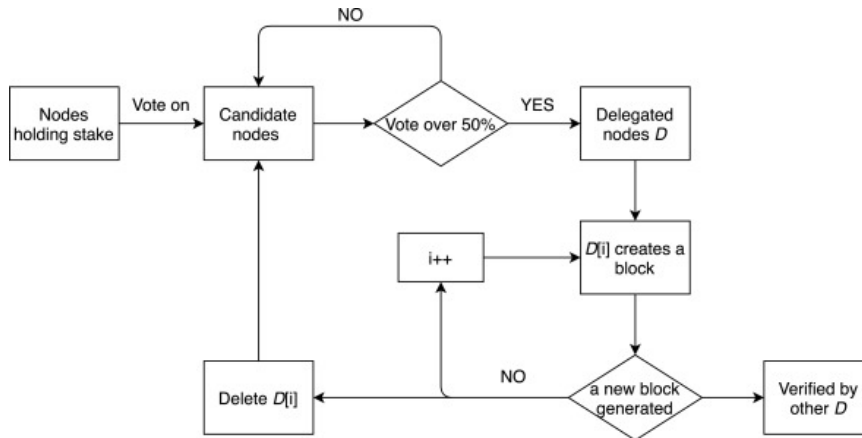 NO
Nodes
holding stake
Vote on
Candidate
nodes
Vote over 50%
YES
Delegated
nodes D
i++
D[i] creates a
block
Delete D[i]
NO
a new block
generated
Verified by
other D